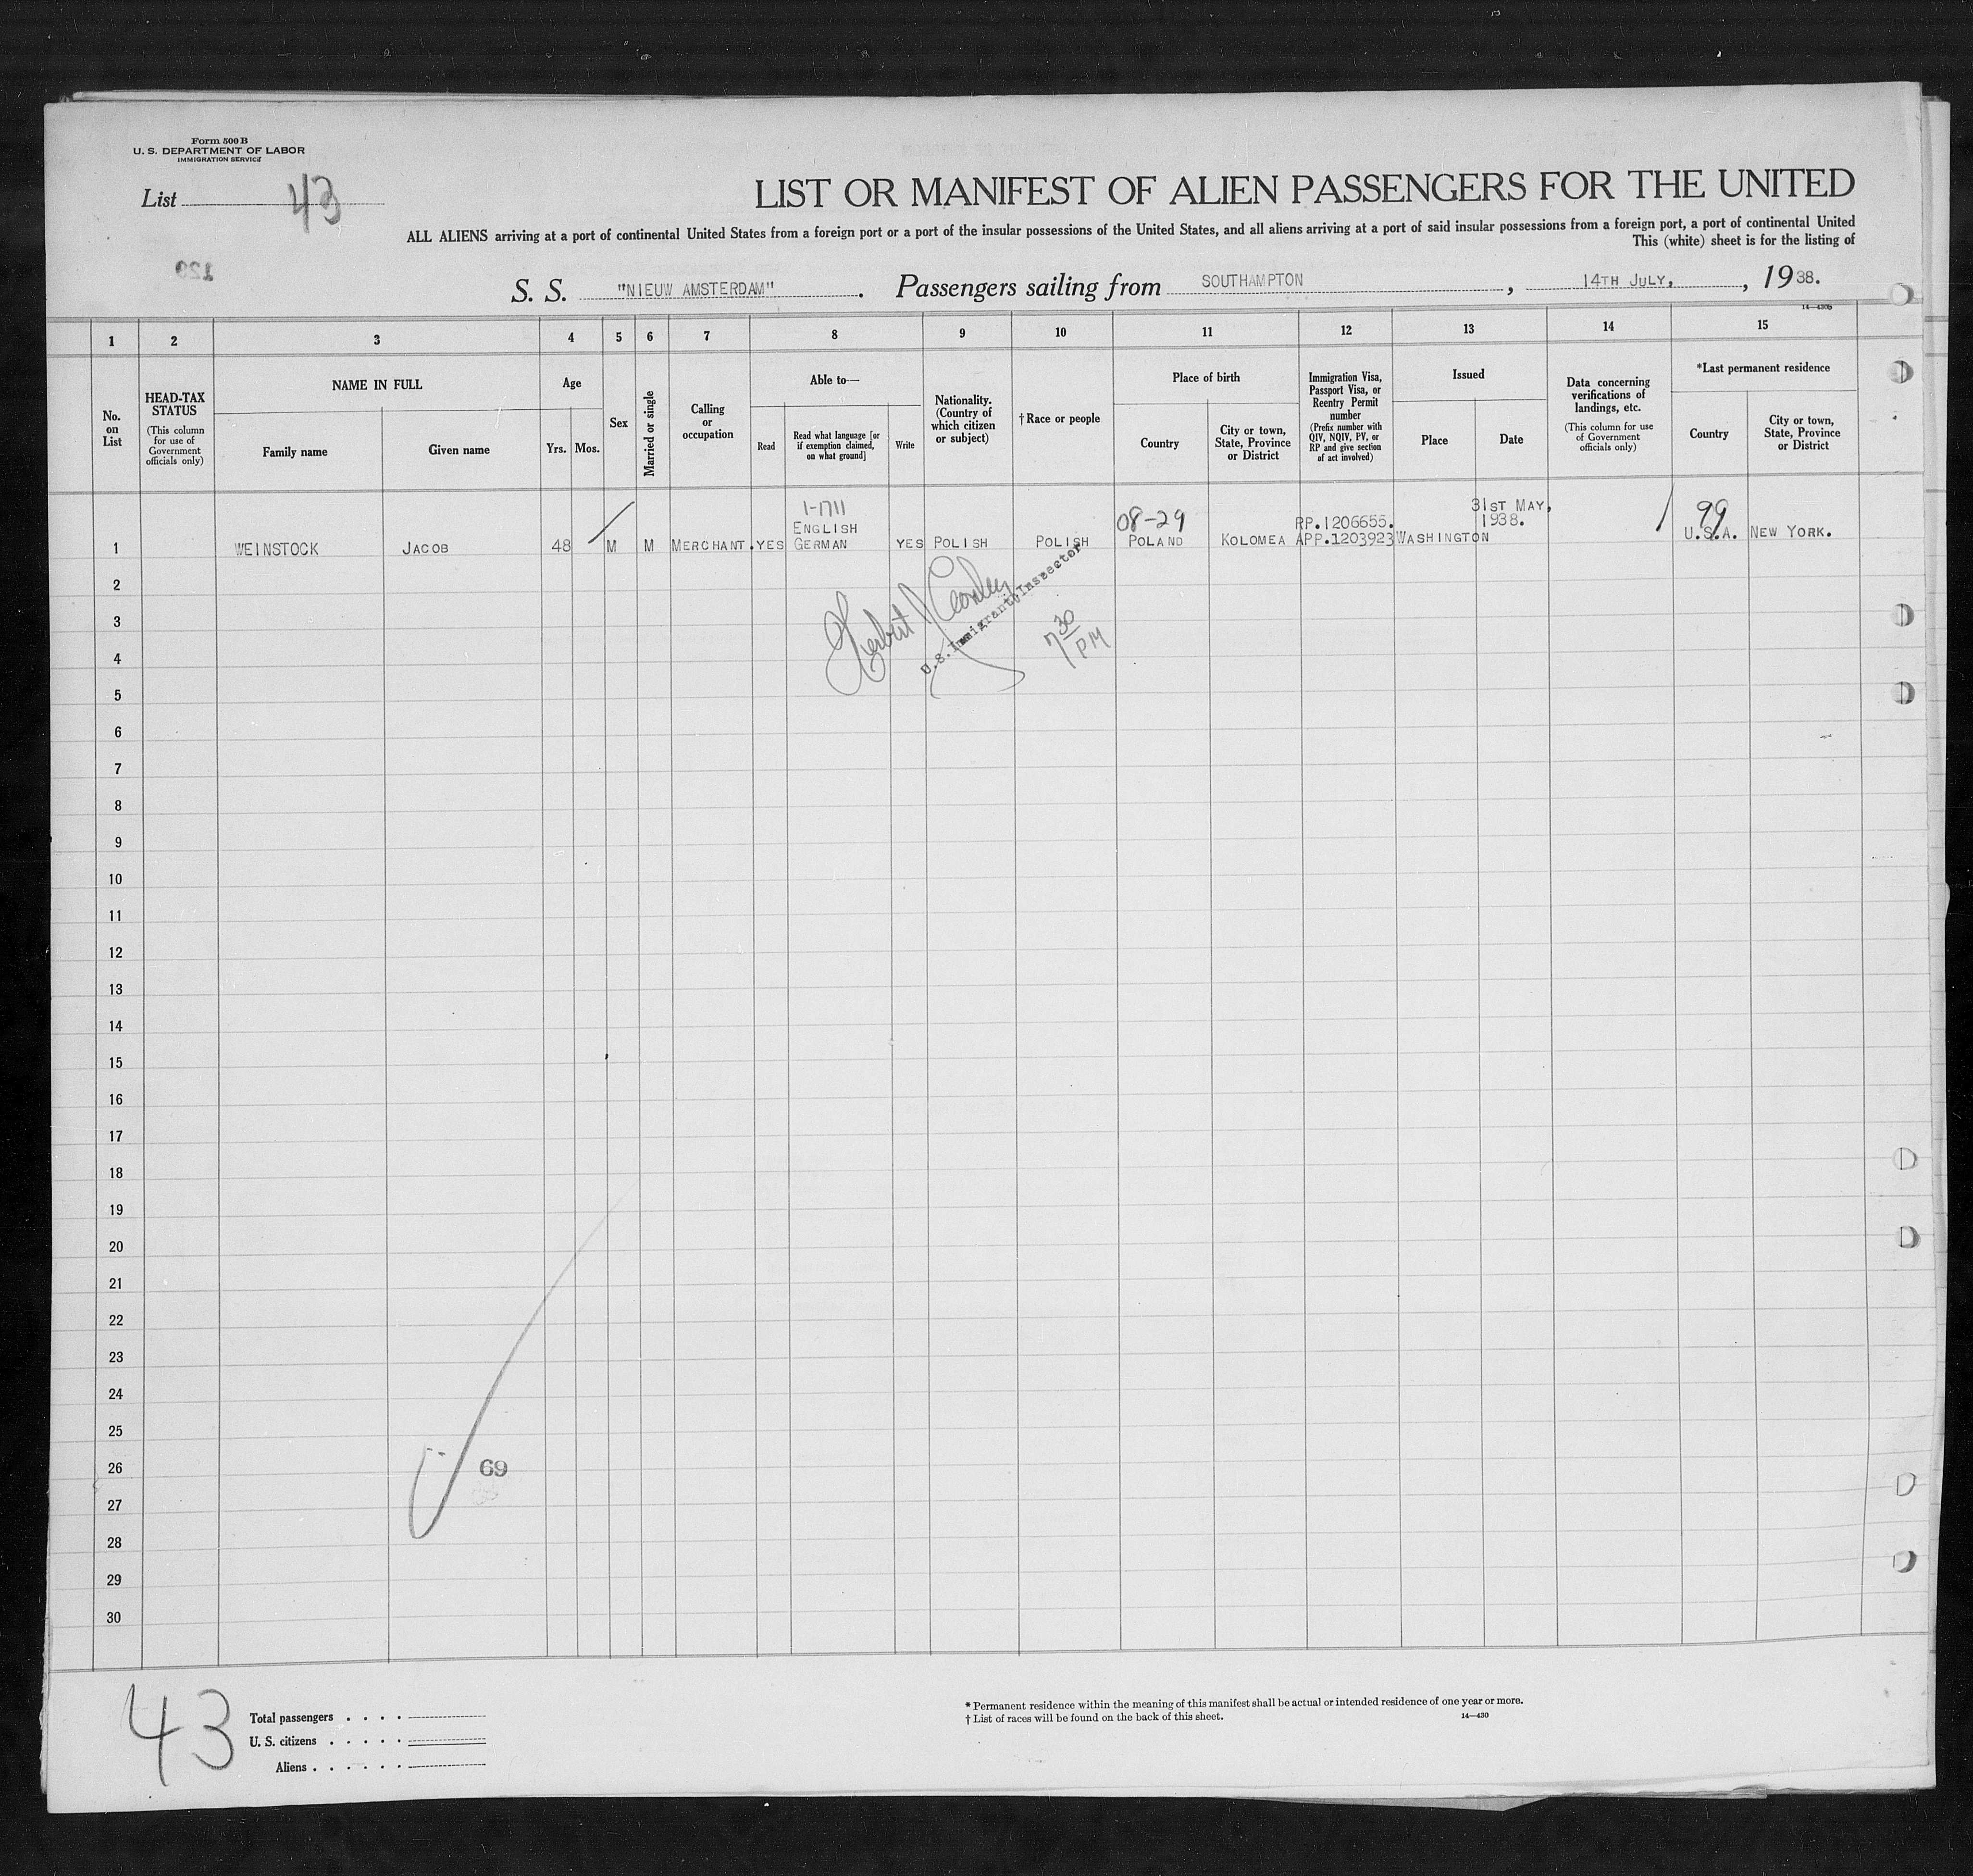 Form 500 B
U. S. DEPARTMENT OF LABOR
IMMIGRATION SERVICE
List 43
LIST OR MANIFEST OF ALIEN PASSENGERS FOR THE UNITED
ALL ALIENS arriving at a port of continental United States from a foreign port or a port of the insular possessions of the United States, and all aliens arriving at a port of said insular possessions from a foreign port, a port of continental United
This (white) sheet is for the listing of
129
S. S. "NIEUW AMSTERDAM". Passengers sailing from SOUTHAMPTON, 14TH JULY, , 1938.
14—430B
1 2 3 4 5 6 7 8 9 10 11 12 13 14 15
No. on List
HEAD-TAX STATUS (This column for use of Government officials only)
NAME IN FULL
Family name
Given name
Age
Yrs. Mos.
Sex
Married or single
Calling or occupation
Able to—
Read
Read what language [or if exemption claimed, on what ground]
Write
Nationality. (Country of which citizen or subject)
†Race or people
Place of birth
Country
City or town, State, Province or District
Immigration Visa, Passport Visa, or Reentry Permit number (Prefix number with QIV, NQIV, PV, or RP and give section of act involved)
Issued
Place
Date
Data concerning verifications of landings, etc. (This column for use of Government officials only)
*Last permanent residence
Country
City or town, State, Province or District
1-1711
08-29
31ST MAY,
99
ENGLISH
RP.1206655.
1938.
1 WEINSTOCK JACOB 48 M M MERCHANT. YES GERMAN YES POLISH POLISH POLAND KOLOMEA APP.1203923 WASHINGTON U.S.A. NEW YORK.
2
3
U.S. Immigrant Inspector
7 30 PM
4
5
6
7
8
9
10
11
12
13
14
15
16
17
18
19
20
21
22
23
24
25
26
69
27
28
29
30
43
Total passengers . . . .
U. S. citizens . . . . .
Aliens . . . . . .
* Permanent residence within the meaning of this manifest shall be actual or intended residence of one year or more.
† List of races will be found on the back of this sheet.
14—430